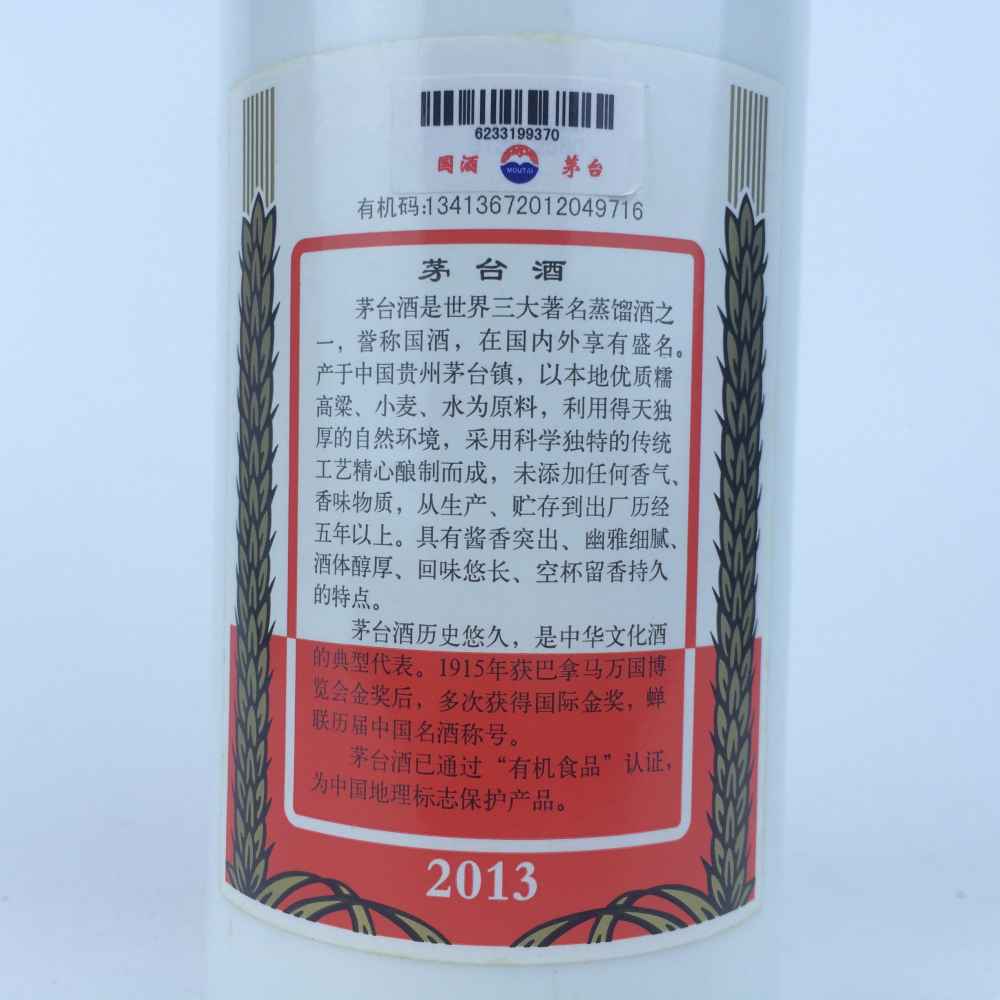 6233199370
国酒 MOUTAI 茅台
有机码:13413672012049716
茅台酒
茅台酒是世界三大著名蒸馏酒之
一，誉称国酒，在国内外享有盛名。
产于中国贵州茅台镇，以本地优质糯
高粱、小麦、水为原料，利用得天独
厚的自然环境，采用科学独特的传统
工艺精心酿制而成，未添加任何香气、
香味物质，从生产、贮存到出厂历经
五年以上。具有酱香突出、幽雅细腻、
酒体醇厚、回味悠长、空杯留香持久
的特点。
茅台酒历史悠久，是中华文化酒
的典型代表。1915年获巴拿马万国博
览会金奖后，多次获得国际金奖，蝉
联历届中国名酒称号。
茅台酒已通过“有机食品”认证，
为中国地理标志保护产品。
2013